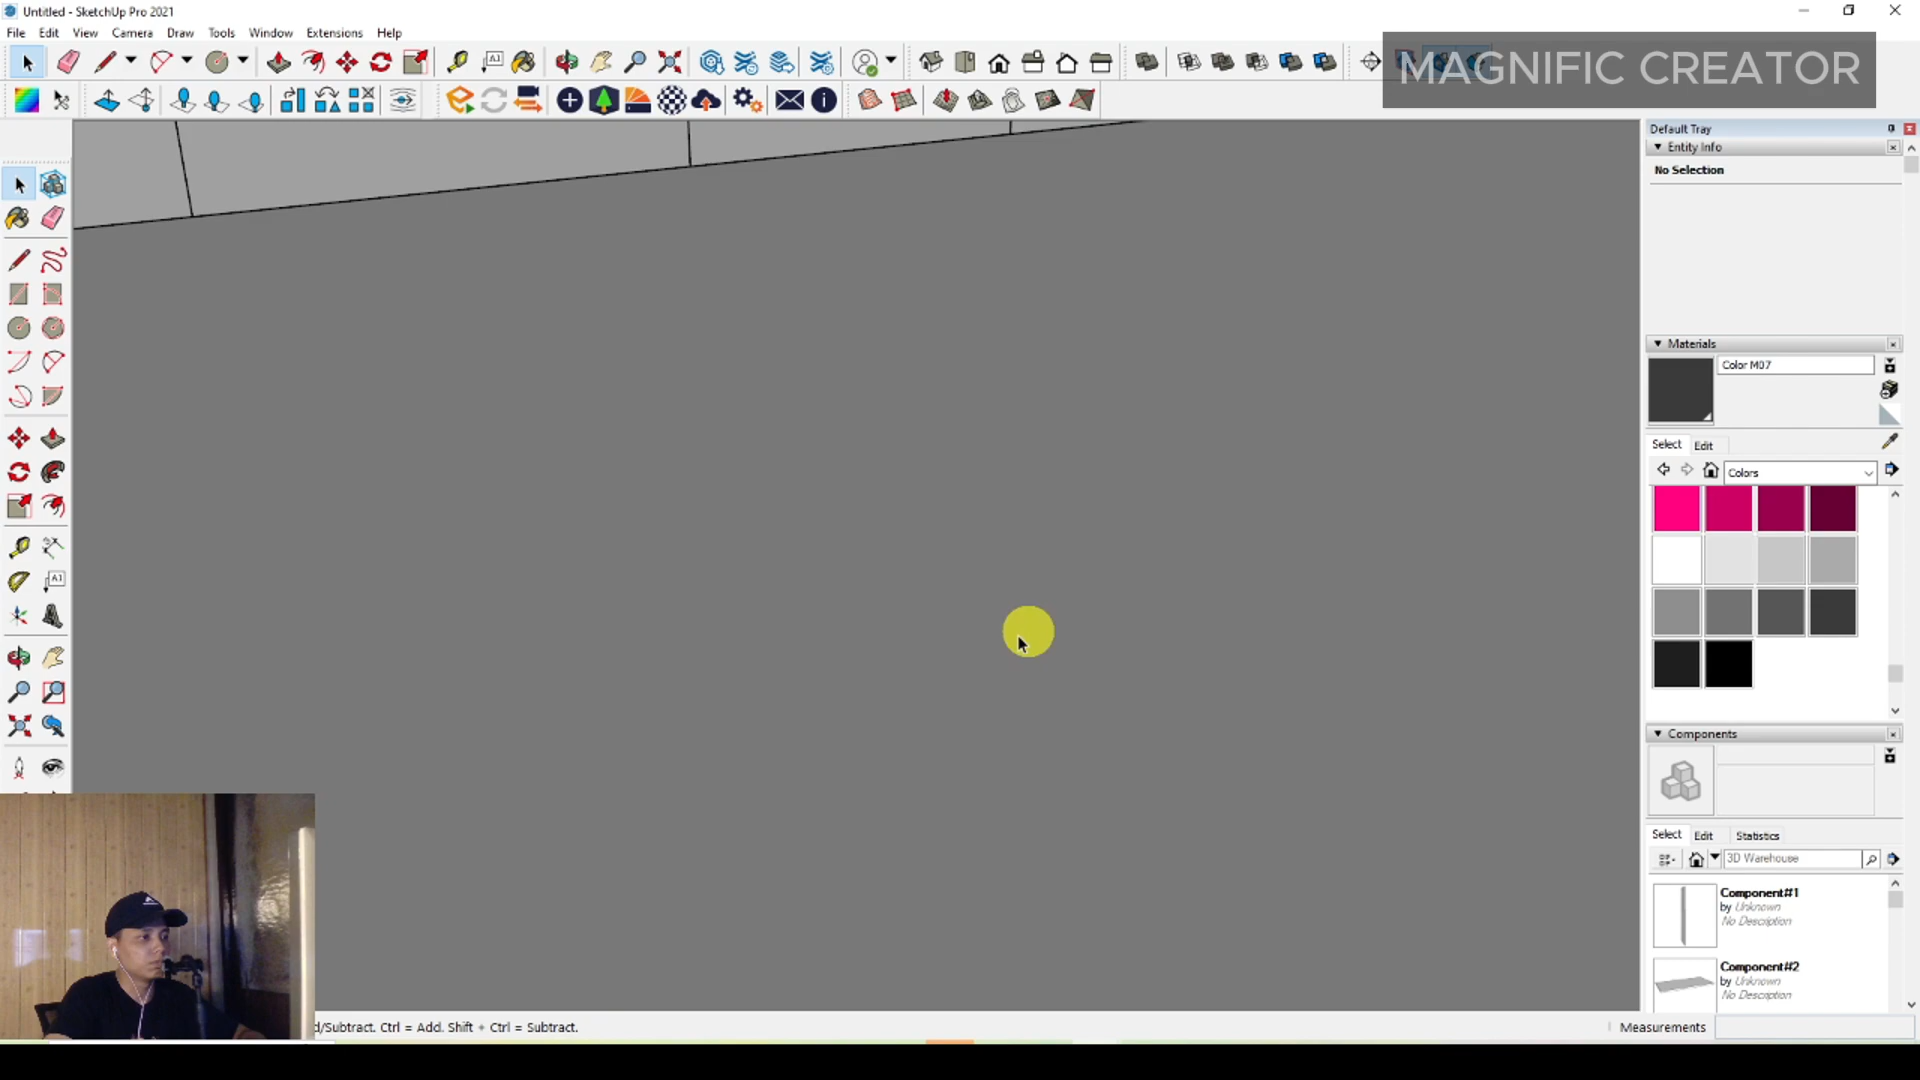 Untitled - SketchUp Pro 2021
File Edit View Camera Draw Tools Window Extensions Help
MAGNIFIC CREATOR
Default Tray
Entity Info
No Selection
Materials
Color M07
Select Edit
Colors
Components
Select Edit Statistics
3D Warehouse
Component#1
by Unknown
No Description
Component#2
by Unknown
No Description
d/Subtract. Ctrl = Add. Shift + Ctrl = Subtract.
Measurements